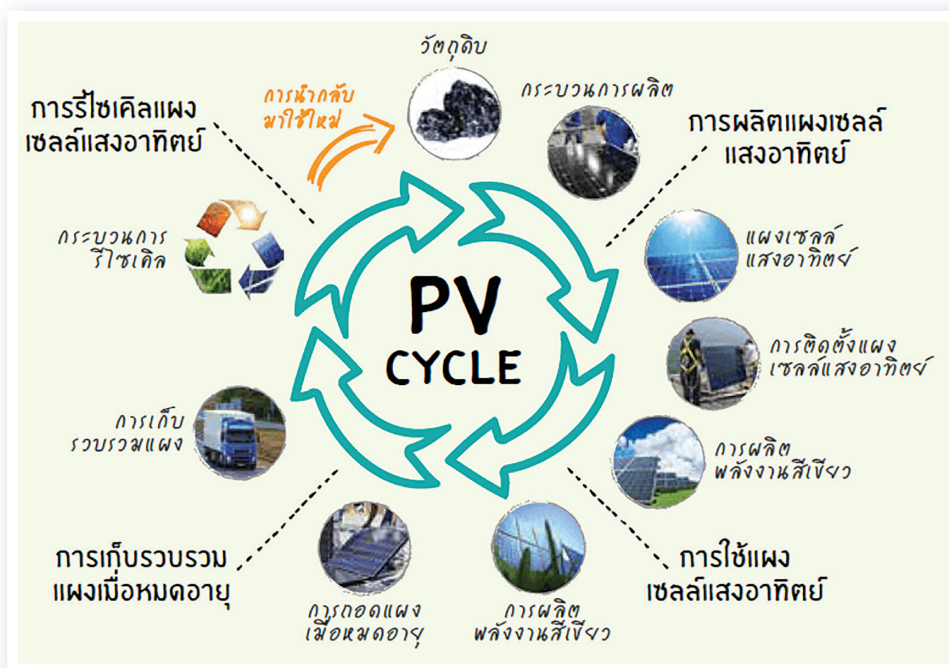 วัตถุดิบ
กระบวนการผลิต
การผลิตแผงเซลล์
แสงอาทิตย์
แผงเซลล์
แสงอาทิตย์
การติดตั้งแผง
เซลล์แสงอาทิตย์
การผลิต
พลังงานสีเขียว
การใช้แผง
เซลล์แสงอาทิตย์
การผลิต
พลังงานสีเขียว
การถอดแผง
เมื่อหมดอายุ
การเก็บรวบรวม
แผงเมื่อหมดอายุ
การเก็บ
รวบรวมแผง
กระบวนการ
รีไซเคิล
การรีไซเคิลแผง
เซลล์แสงอาทิตย์
การนำกลับ
มาใช้ใหม่
PV
CYCLE